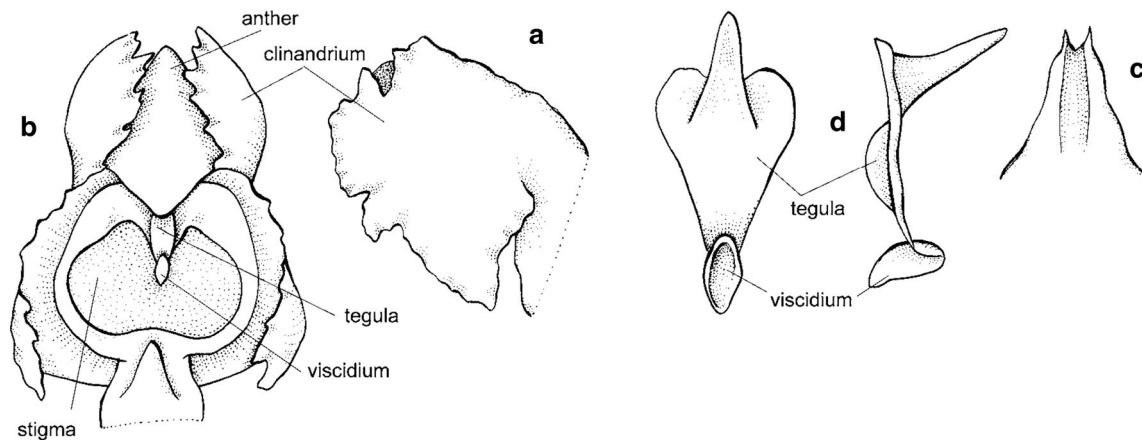 anther
clinandrium
a
b
tegula
viscidium
stigma
d
c
tegula
viscidium